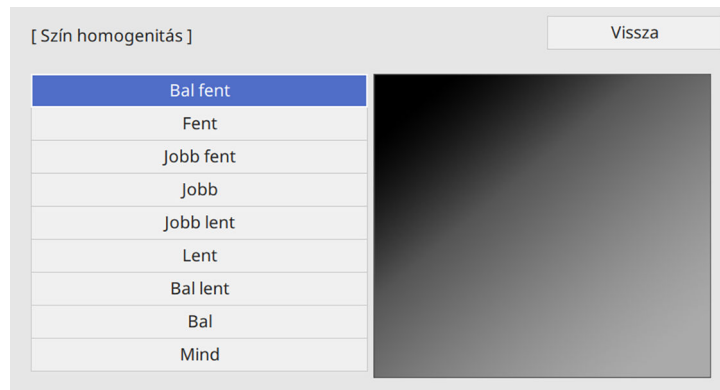 [ Szín homogenitás ]
Vissza
Bal fent
Fent
Jobb fent
Jobb
Jobb lent
Lent
Bal lent
Bal
Mind